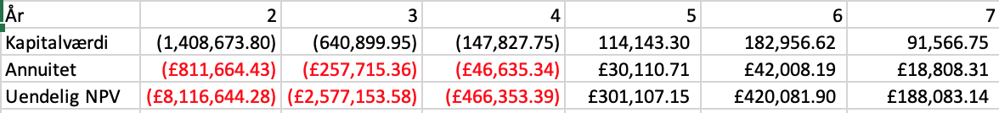 År 2 3 4 5 6 7
Kapitalværdi (1,408,673.80) (640,899.95) (147,827.75) 114,143.30 182,956.62 91,566.75
Annuitet (£811,664.43) (£257,715.36) (£46,635.34) £30,110.71 £42,008.19 £18,808.31
Uendelig NPV (£8,116,644.28) (£2,577,153.58) (£466,353.39) £301,107.15 £420,081.90 £188,083.14